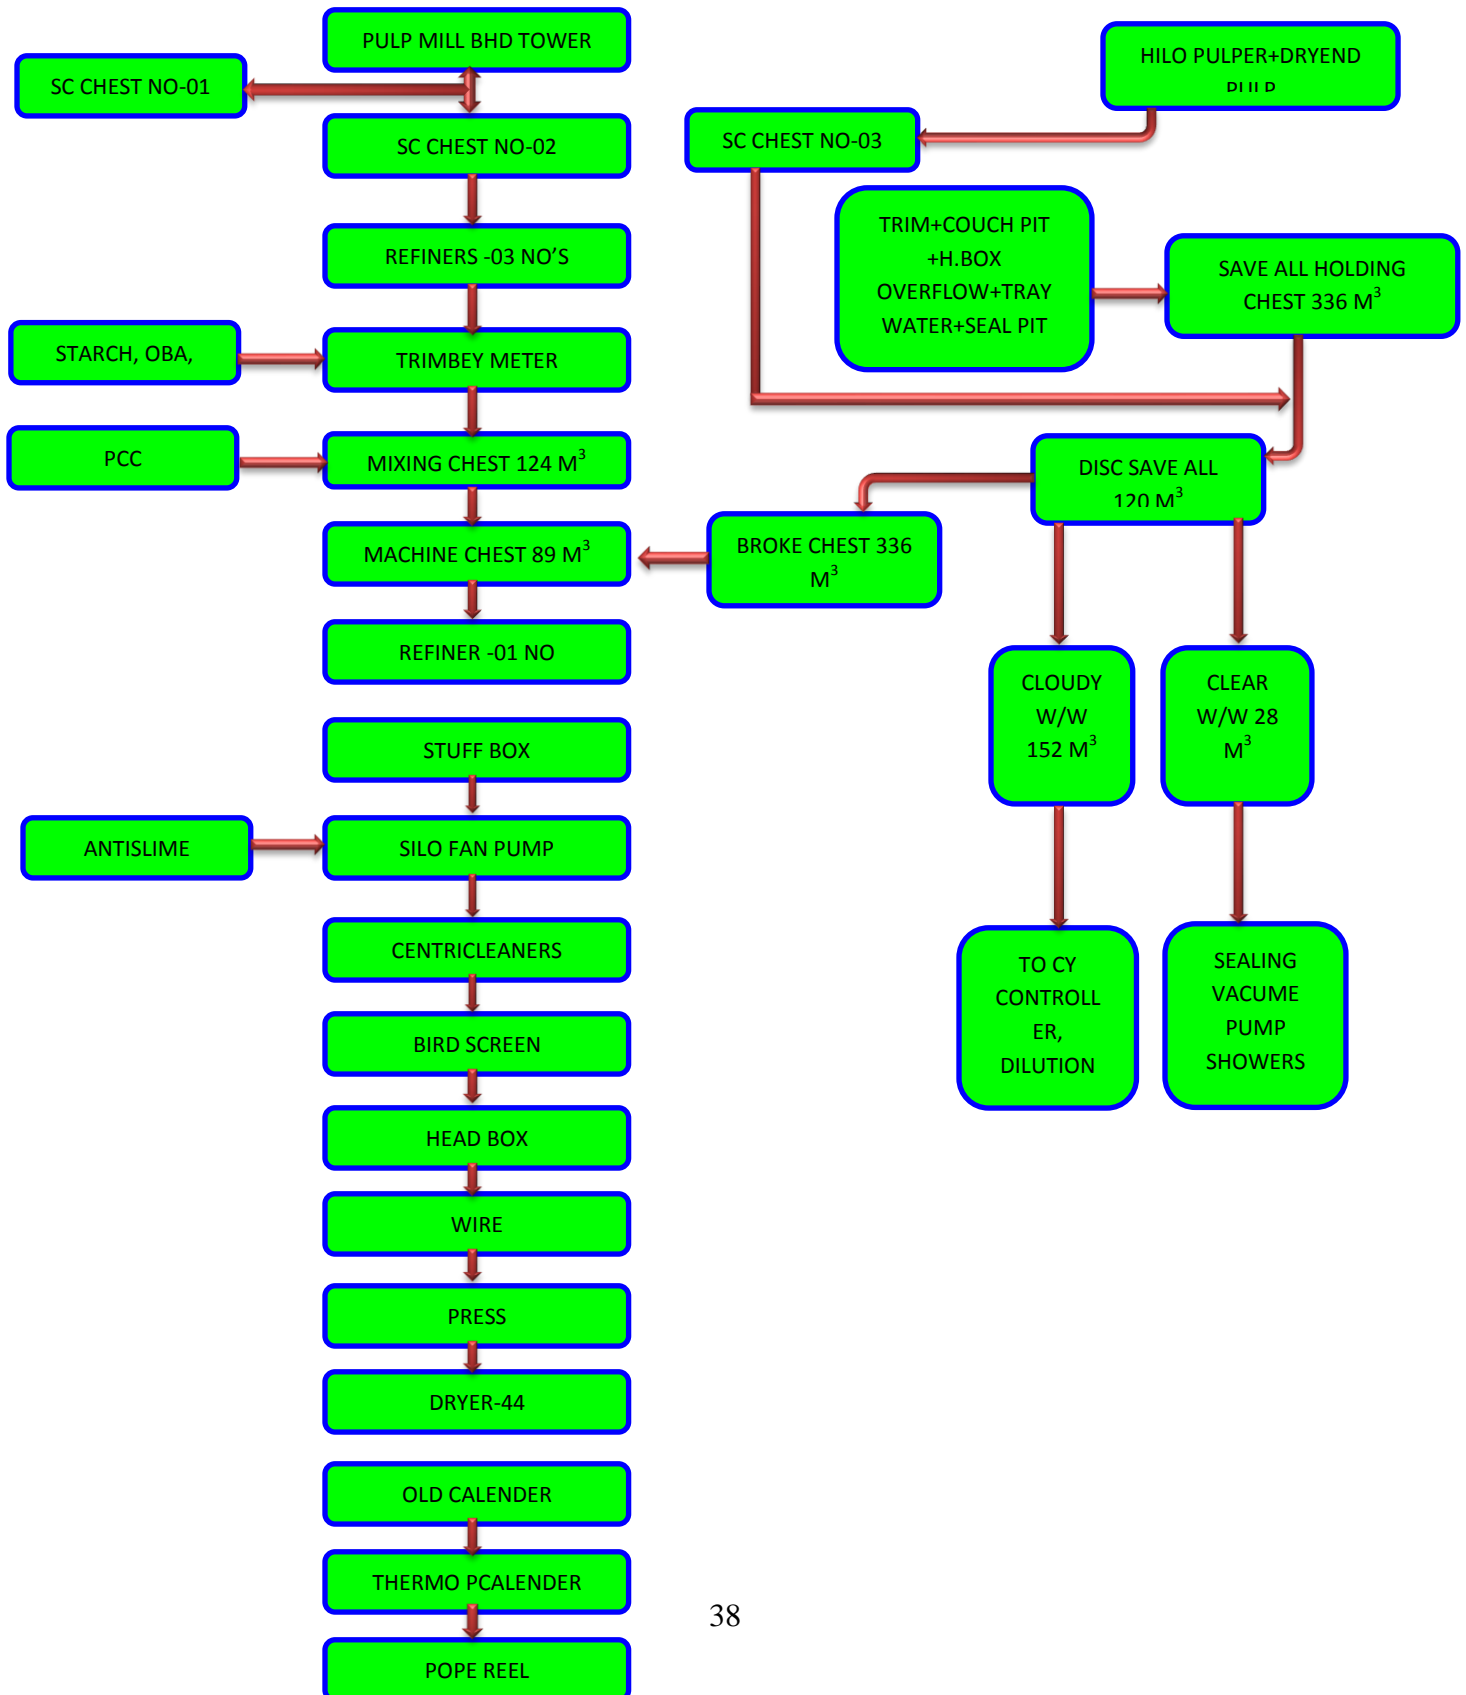 PULP MILL BHD TOWER
SC CHEST NO-01
SC CHEST NO-02
REFINERS -03 NO'S
STARCH, OBA,
TRIMBEY METER
PCC
MIXING CHEST 124 M³
MACHINE CHEST 89 M³
REFINER -01 NO
STUFF BOX
ANTISLIME
SILO FAN PUMP
CENTRICLEANERS
BIRD SCREEN
HEAD BOX
WIRE
PRESS
DRYER-44
OLD CALENDER
THERMO PCALENDER
POPE REEL
HILO PULPER+DRYEND
PULP
SC CHEST NO-03
TRIM+COUCH PIT
+H.BOX
OVERFLOW+TRAY
WATER+SEAL PIT
SAVE ALL HOLDING
CHEST 336 M³
DISC SAVE ALL
120 M³
BROKE CHEST 336
M³
CLOUDY
W/W
152 M³
CLEAR
W/W 28
M³
TO CY
CONTROLL
ER,
DILUTION
SEALING
VACUME
PUMP
SHOWERS
38